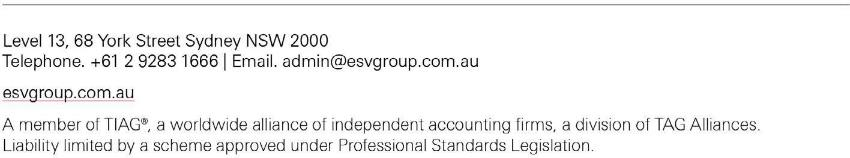 Level 13, 68 York Street Sydney NSW 2000
Telephone. +61 2 9283 1666 | Email. admin@esvgroup.com.au
esvgroup.com.au
A member of TIAG®, a worldwide alliance of independent accounting firms, a division of TAG Alliances.
Liability limited by a scheme approved under Professional Standards Legislation.